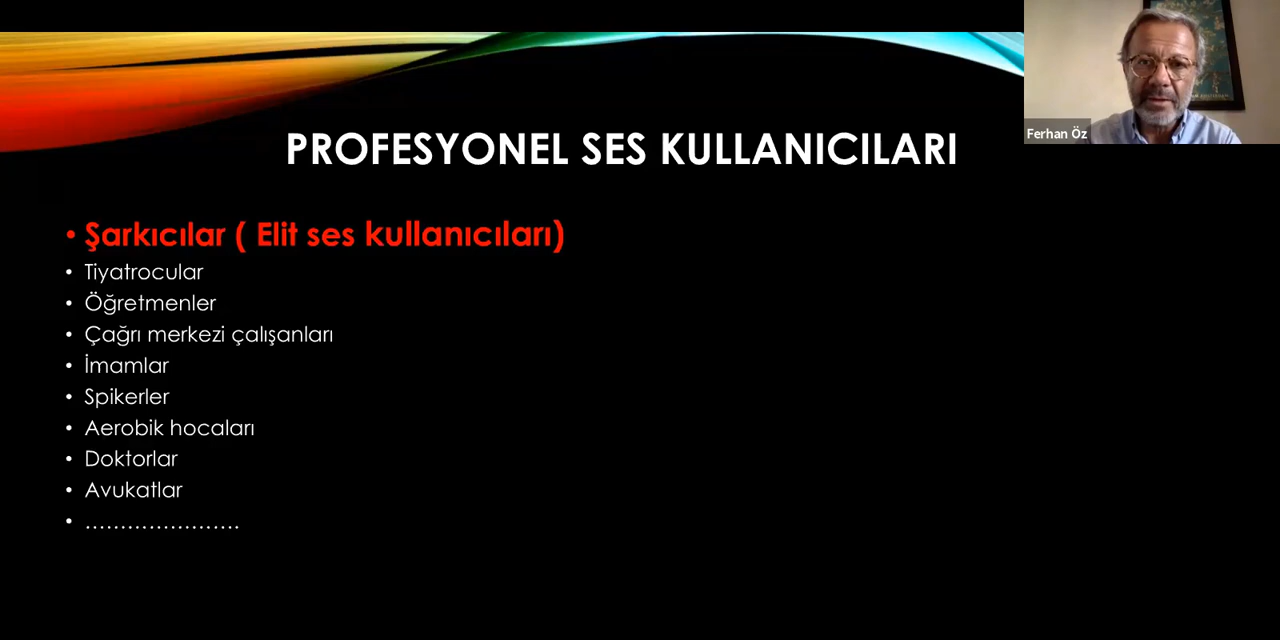 PROFESYONEL SES KULLANICILARI
Ferhan Öz
• Şarkıcılar ( Elit ses kullanıcıları)
• Tiyatrocular
• Öğretmenler
• Çağrı merkezi çalışanları
• İmamlar
• Spikerler
• Aerobik hocaları
• Doktorlar
• Avukatlar
• ......................